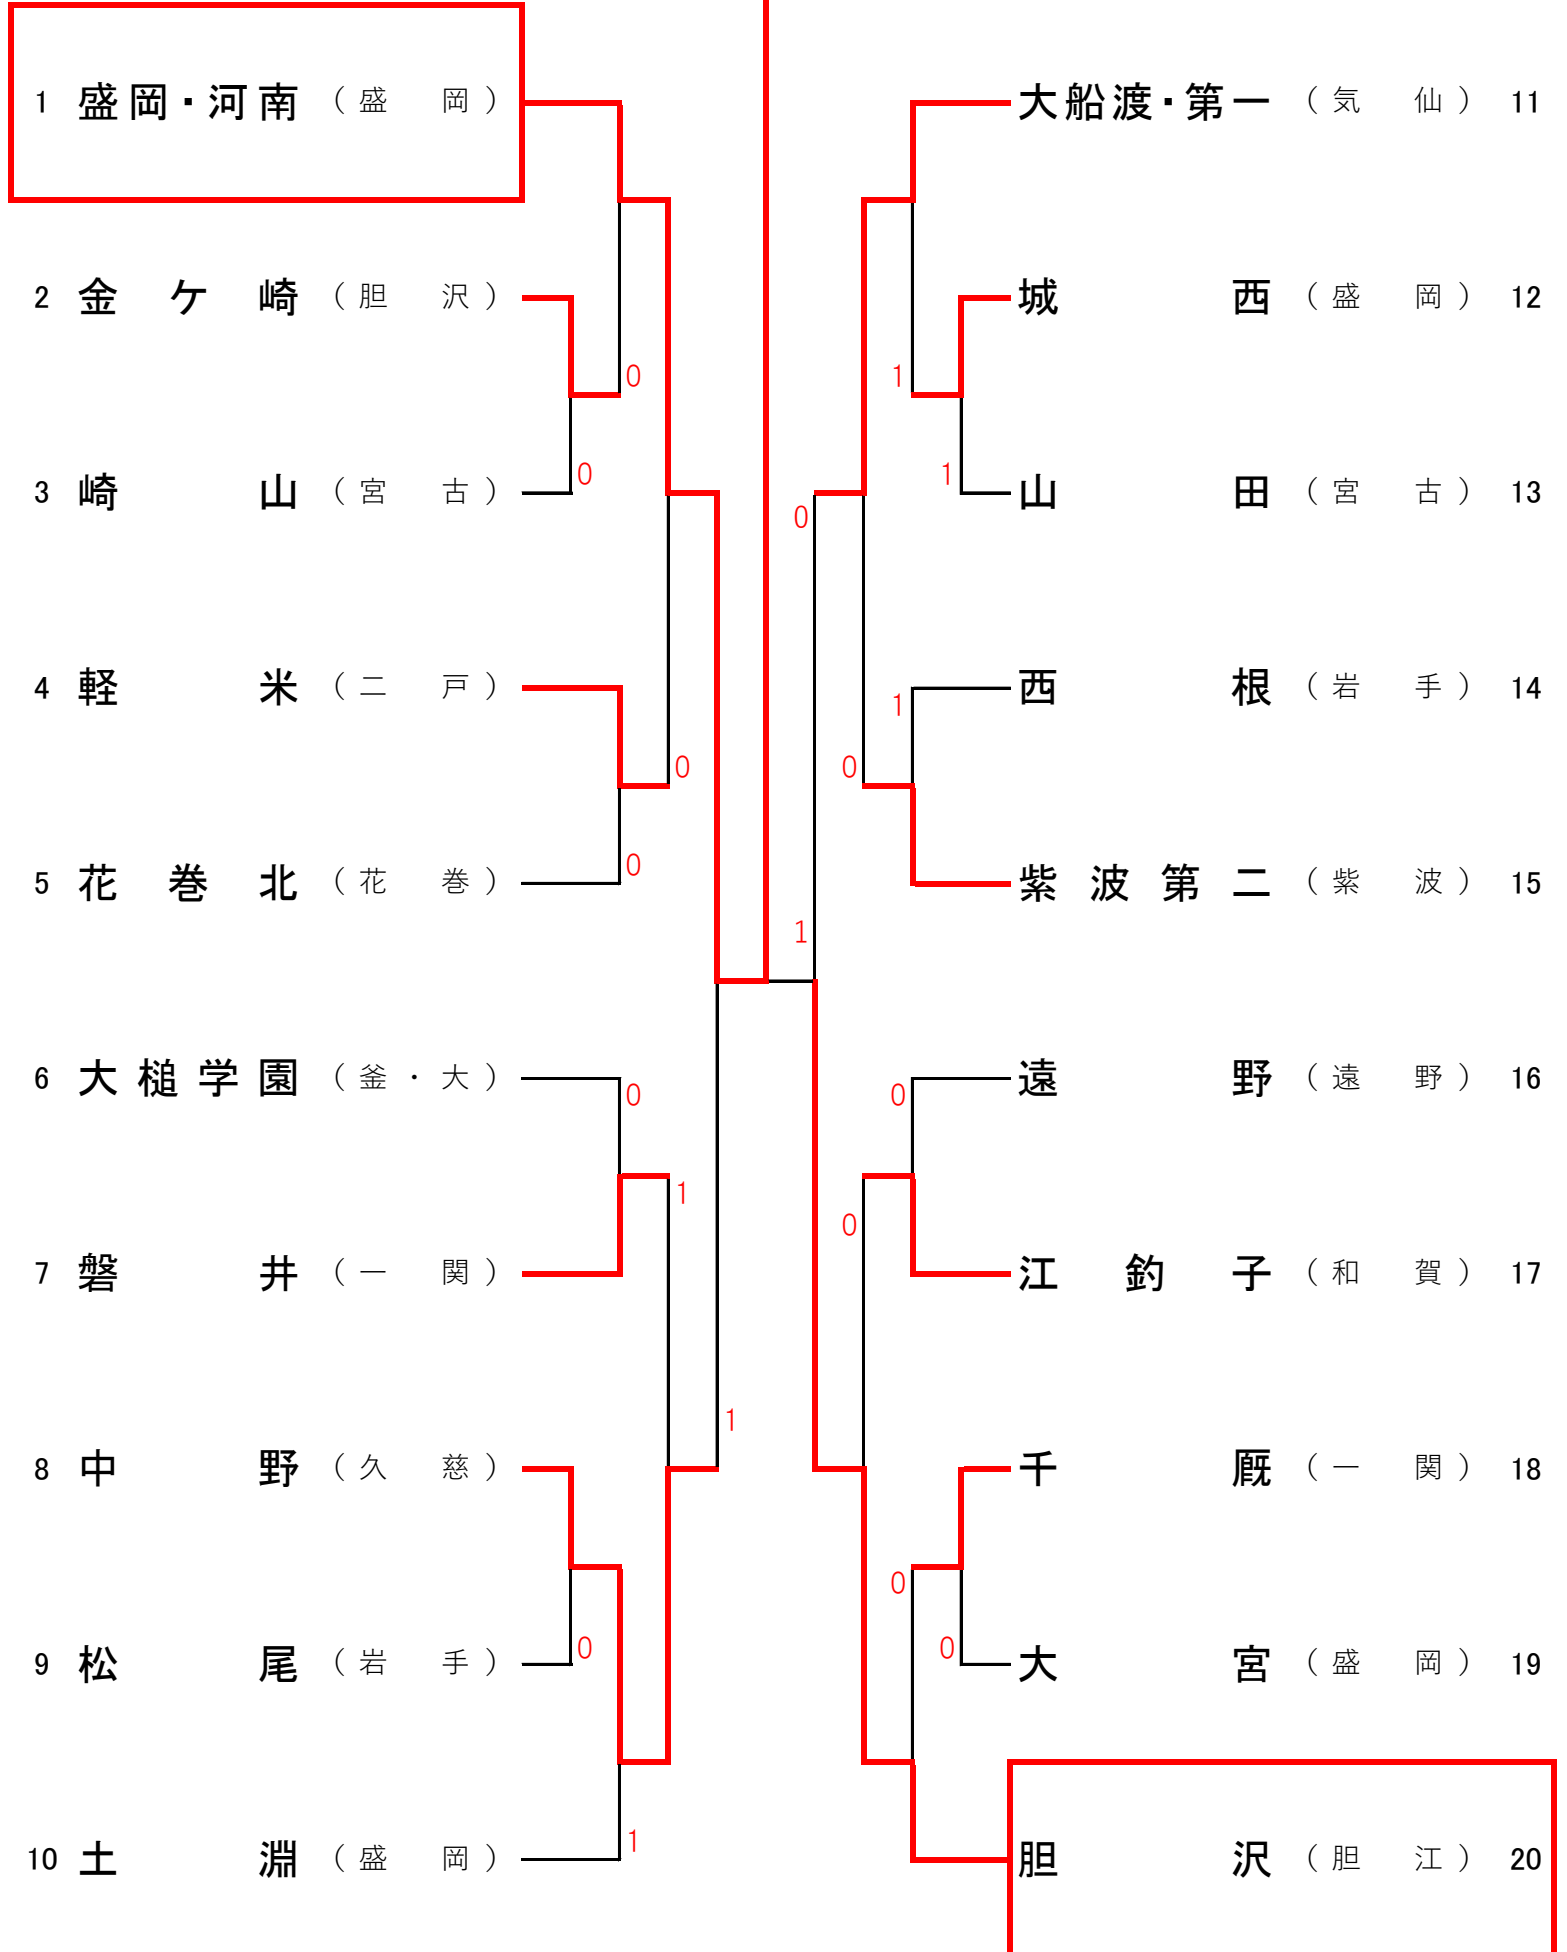 1 盛岡・河南 （盛岡）
大船渡・第一 （気仙） 11
2 金ケ崎 （胆沢）
城西 （盛岡） 12
0
1
3 崎山 （宮古）
0
1
山田 （宮古） 13
0
4 軽米 （二戸）
1
西根 （岩手） 14
0
0
5 花巻北 （花巻）
0
紫波第二 （紫波） 15
1
6 大槌学園 （釜・大）
0
0
遠野 （遠野） 16
1
0
7 磐井 （一関）
江釣子 （和賀） 17
1
8 中野 （久慈）
千厩 （一関） 18
0
9 松尾 （岩手）
0
0
大宮 （盛岡） 19
10 土淵 （盛岡）
1
胆沢 （胆江） 20